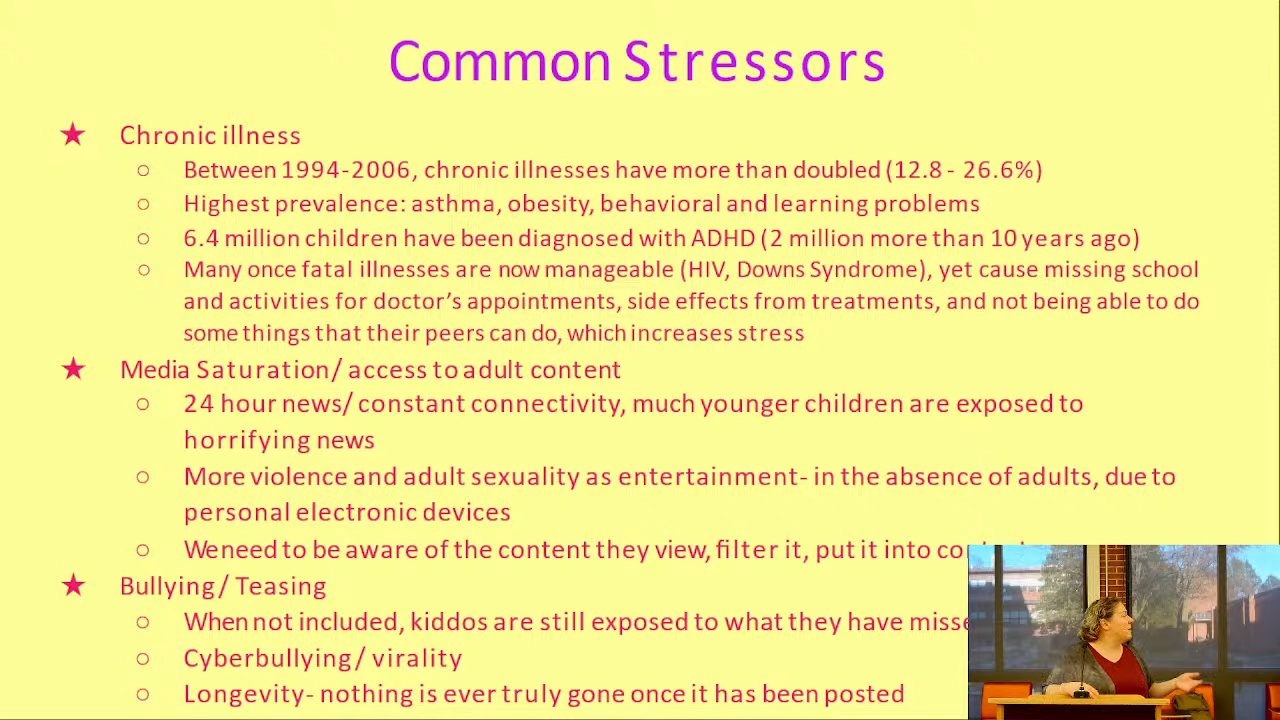 Common Stressors
★ Chronic illness
○ Between 1994-2006, chronic illnesses have more than doubled (12.8 - 26.6%)
○ Highest prevalence: asthma, obesity, behavioral and learning problems
○ 6.4 million children have been diagnosed with ADHD (2 million more than 10 years ago)
○ Many once fatal illnesses are now manageable (HIV, Downs Syndrome), yet cause missing school
and activities for doctor's appointments, side effects from treatments, and not being able to do
some things that their peers can do, which increases stress
★ Media Saturation/ access to adult content
○ 24 hour news/ constant connectivity, much younger children are exposed to
horrifying news
○ More violence and adult sexuality as entertainment- in the absence of adults, due to
personal electronic devices
○ We need to be aware of the content they view, filter it, put it into
★ Bullying/ Teasing
○ When not included, kiddos are still exposed to what they have
○ Cyberbullying/ virality
○ Longevity- nothing is ever truly gone once it has been posted